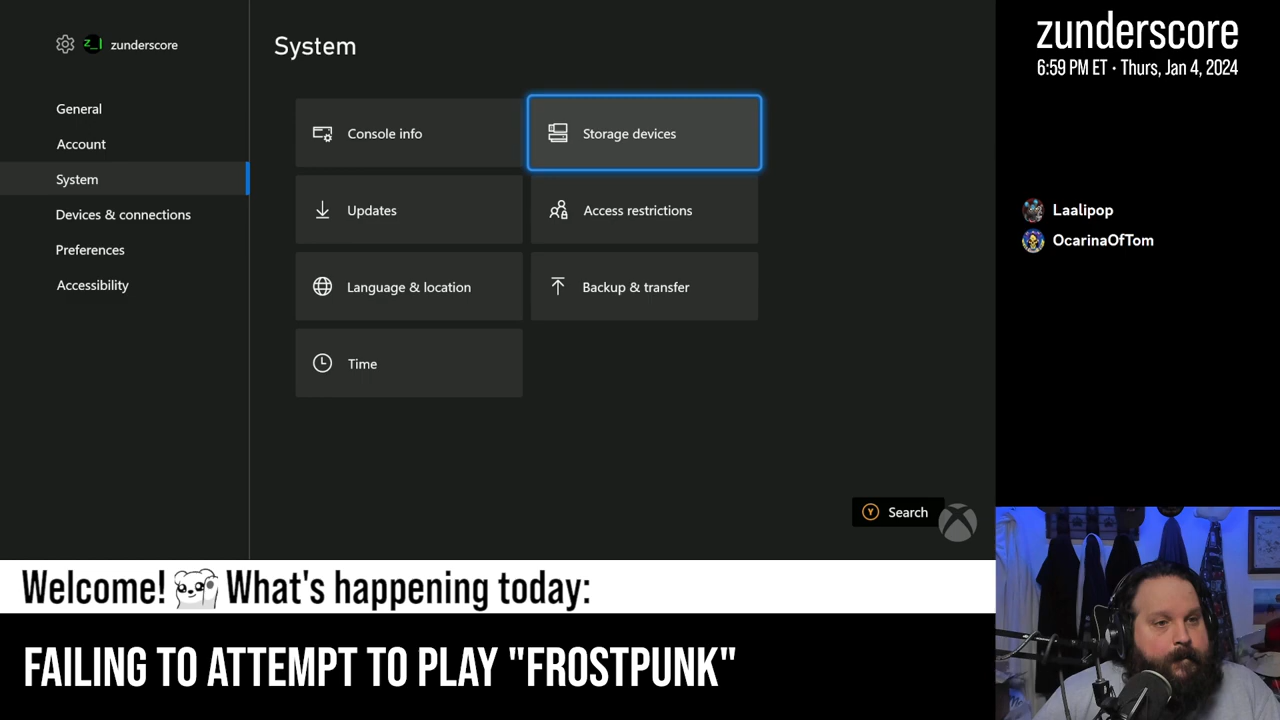 z_| zunderscore
General
Account
System
Devices & connections
Preferences
Accessibility
System
Console info
Storage devices
Updates
Access restrictions
Language & location
Backup & transfer
Time
Y Search
zunderscore
6:59 PM ET · Thurs, Jan 4, 2024
Laalipop
OcarinaOfTom
Welcome! What's happening today:
FAILING TO ATTEMPT TO PLAY "FROSTPUNK"